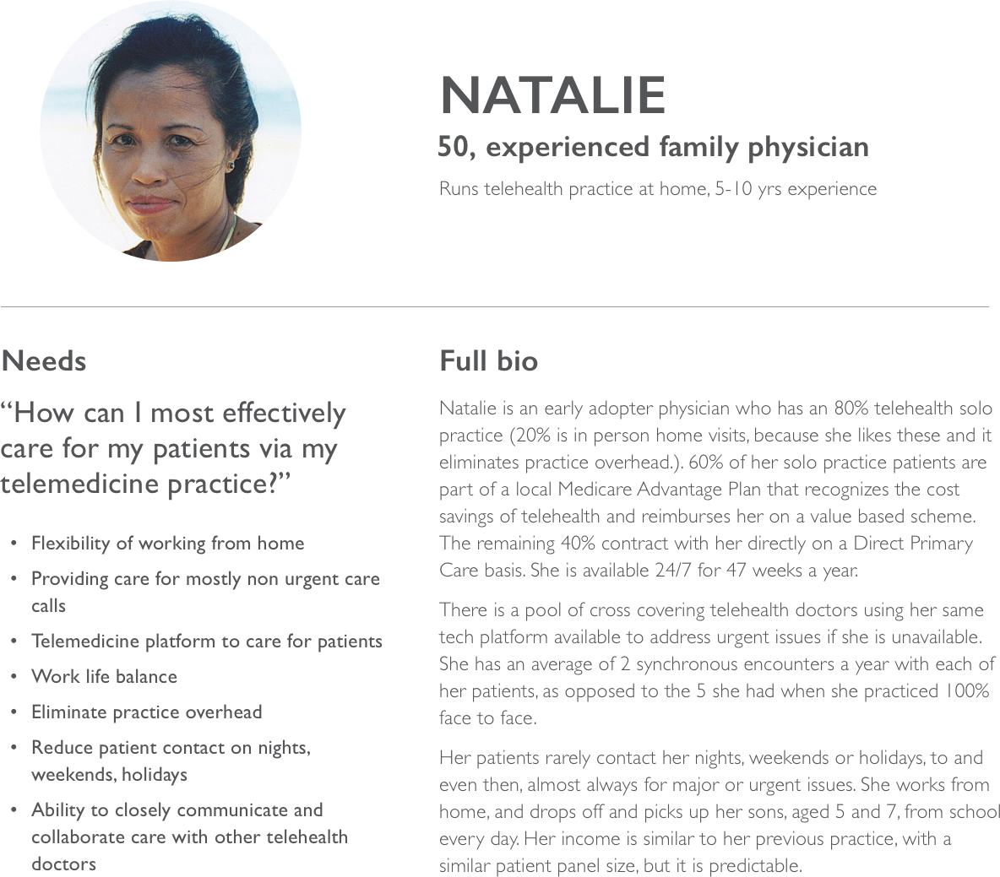 NATALIE
50, experienced family physician
Runs telehealth practice at home, 5-10 yrs experience
Needs
“How can I most effectively
care for my patients via my
telemedicine practice?”
• Flexibility of working from home
• Providing care for mostly non urgent care
calls
• Telemedicine platform to care for patients
• Work life balance
• Eliminate practice overhead
• Reduce patient contact on nights,
weekends, holidays
• Ability to closely communicate and
collaborate care with other telehealth
doctors
Full bio
Natalie is an early adopter physician who has an 80% telehealth solo
practice (20% is in person home visits, because she likes these and it
eliminates practice overhead.). 60% of her solo practice patients are
part of a local Medicare Advantage Plan that recognizes the cost
savings of telehealth and reimburses her on a value based scheme.
The remaining 40% contract with her directly on a Direct Primary
Care basis. She is available 24/7 for 47 weeks a year.
There is a pool of cross covering telehealth doctors using her same
tech platform available to address urgent issues if she is unavailable.
She has an average of 2 synchronous encounters a year with each of
her patients, as opposed to the 5 she had when she practiced 100%
face to face.
Her patients rarely contact her nights, weekends or holidays, to and
even then, almost always for major or urgent issues. She works from
home, and drops off and picks up her sons, aged 5 and 7, from school
every day. Her income is similar to her previous practice, with a
similar patient panel size, but it is predictable.